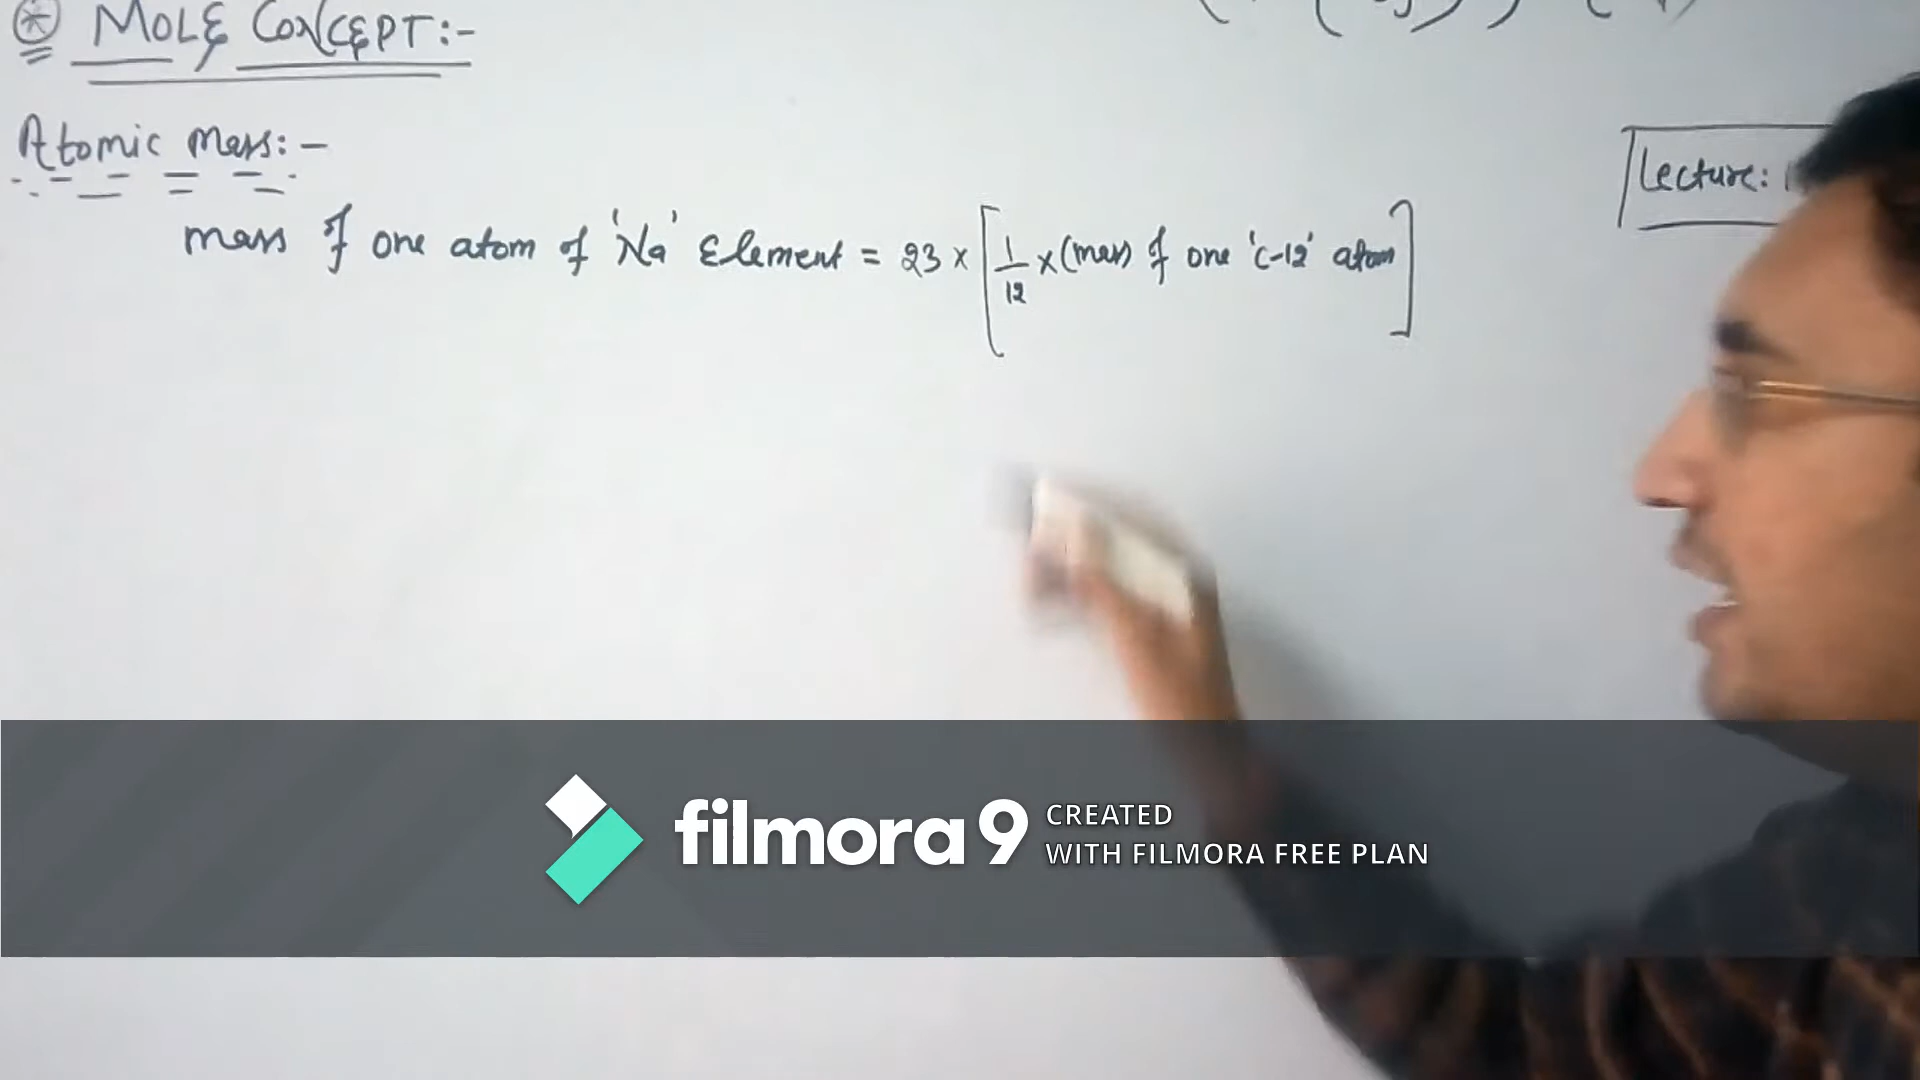 * MOLE CONCEPT:-
Atomic Mass:-
Lecture:
mass of one atom of 'Na' Element = 23 × [1/12 × (mass of one 'C-12' atom]
filmora 9 CREATED
WITH FILMORA FREE PLAN